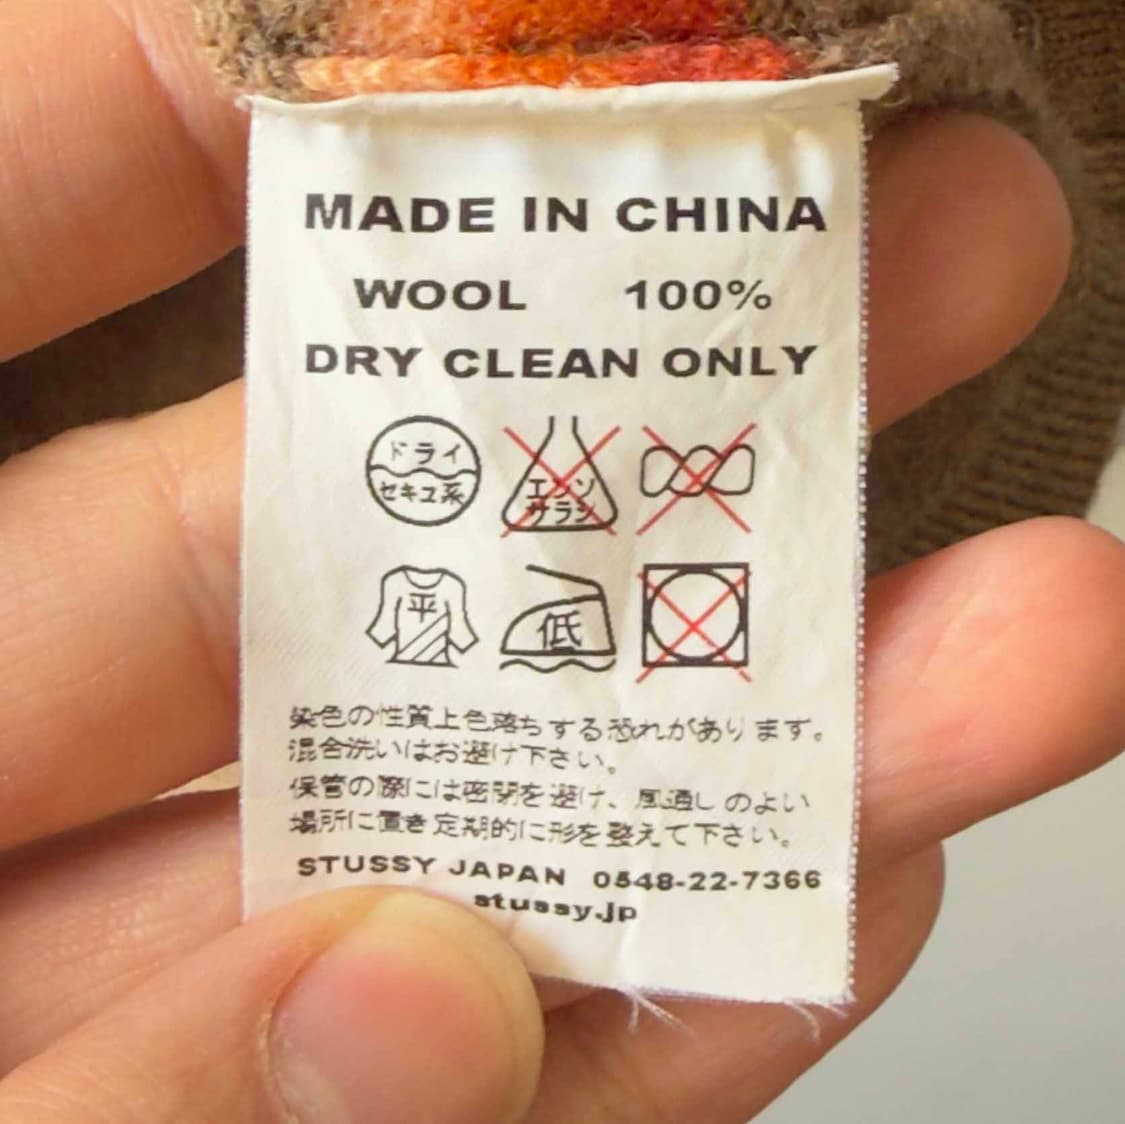 MADE IN CHINA
WOOL 100%
DRY CLEAN ONLY
ドライ
セキユ系
エンソ
サラシ
平
低
染色の性質上色落ちする恐れがあります。
混合洗いはお避け下さい。
保管の際には密閉を避け、風通しのよい
場所に置き定期的に形を整えて下さい。
STUSSY JAPAN 0548-22-7366
stussy.jp